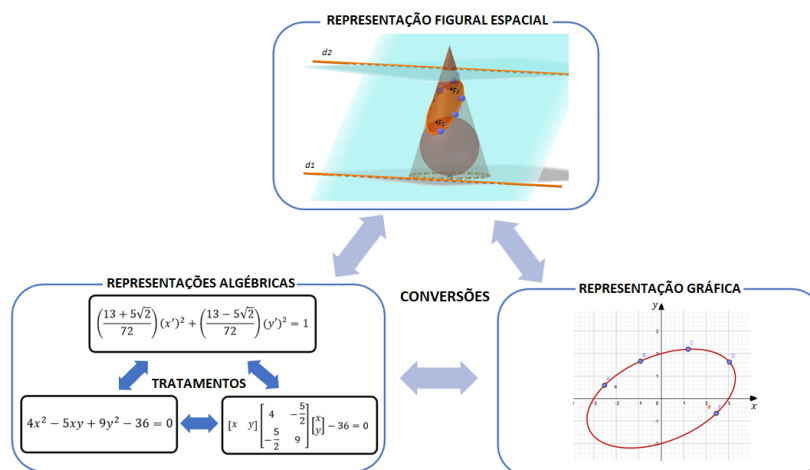 REPRESENTAÇÃO FIGURAL ESPACIAL
d2
F₂
F₁
d1
REPRESENTAÇÕES ALGÉBRICAS
((13 + 5√2)/72)(x′)² + ((13 − 5√2)/72)(y′)² = 1
TRATAMENTOS
4x² − 5xy + 9y² − 36 = 0
[x y] [4 −5/2; −5/2 9] [x; y] − 36 = 0
CONVERSÕES
REPRESENTAÇÃO GRÁFICA
y
C
D
x